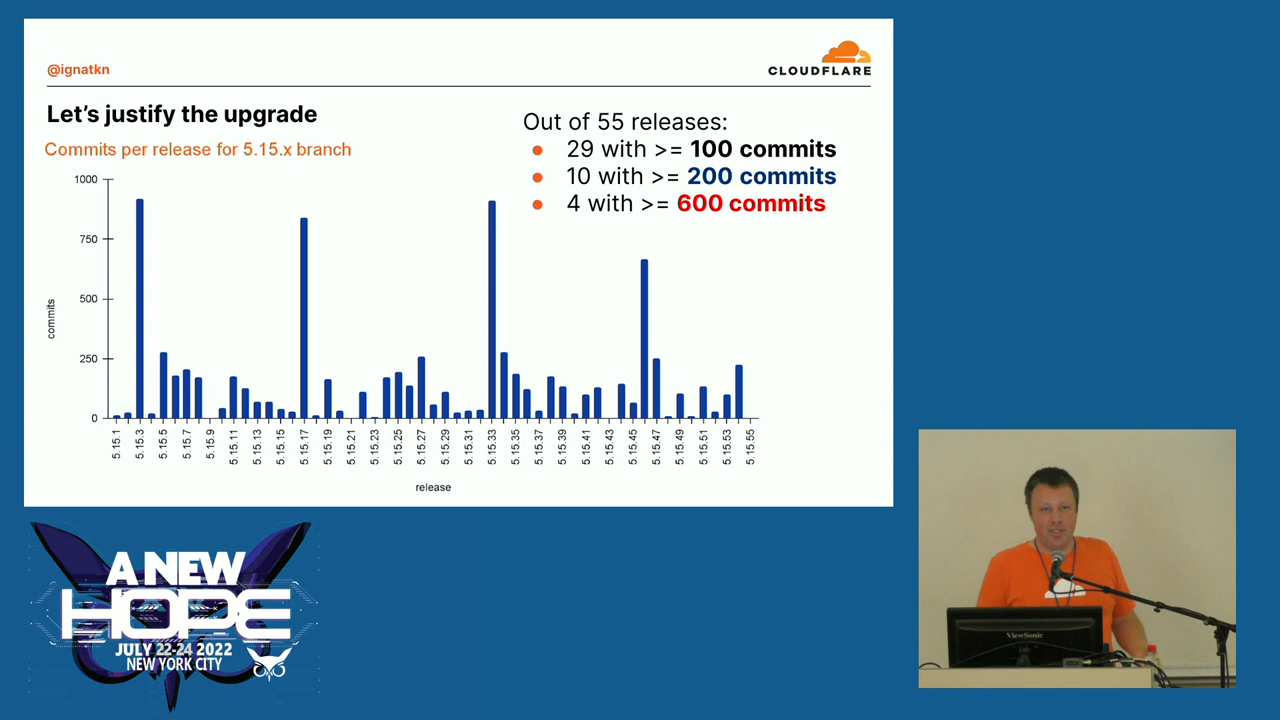 @ignatkn
CLOUDFLARE
Let's justify the upgrade
Commits per release for 5.15.x branch
Out of 55 releases:
29 with >= 100 commits
10 with >= 200 commits
4 with >= 600 commits
1000
750
500
250
0
commits
5.15.1
5.15.3
5.15.5
5.15.7
5.15.9
5.15.11
5.15.13
5.15.15
5.15.17
5.15.19
5.15.21
5.15.23
5.15.25
5.15.27
5.15.29
5.15.31
5.15.33
5.15.35
5.15.37
5.15.39
5.15.41
5.15.43
5.15.45
5.15.47
5.15.49
5.15.51
5.15.53
5.15.55
release
A NEW
HOPE
JULY 22-24 2022
NEW YORK CITY
ViewSonic